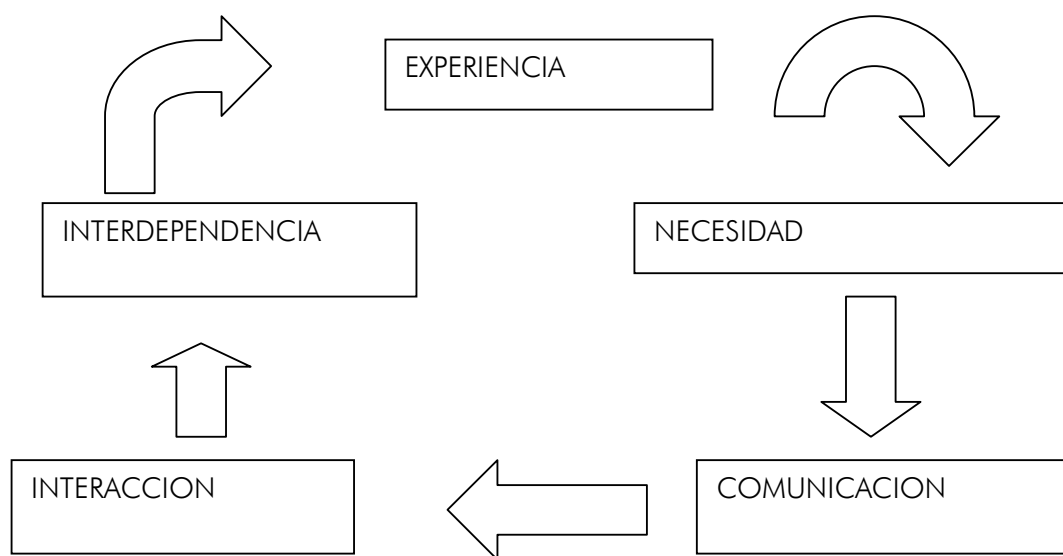 EXPERIENCIA
INTERDEPENDENCIA
NECESIDAD
INTERACCION
COMUNICACION